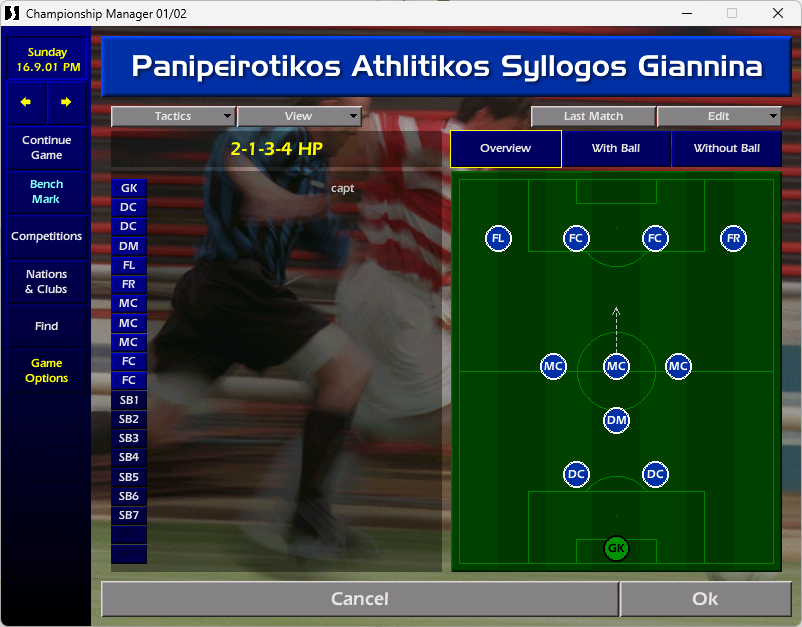 Championship Manager 01/02
Sunday
16.9.01 PM
Continue
Game
Bench
Mark
Competitions
Nations
& Clubs
Find
Game
Options
Panipeirotikos Athlitikos Syllogos Giannina
Tactics View Last Match Edit
2-1-3-4 HP
Overview With Ball Without Ball
GK capt
DC
DC
DM
FL
FR
MC
MC
MC
FC
FC
SB1
SB2
SB3
SB4
SB5
SB6
SB7
FL FC FC FR
MC MC MC
DM
DC DC
GK
Cancel Ok